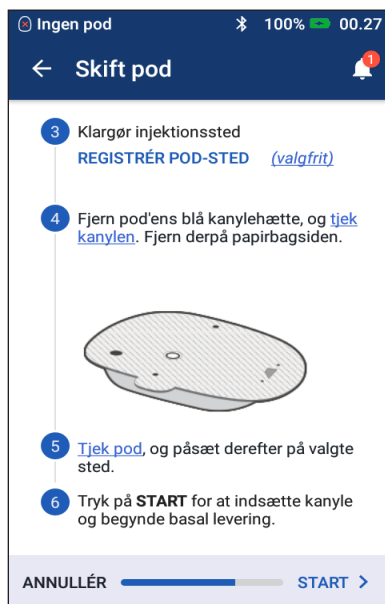 Ingen pod 100% 00.27
Skift pod 1
3 Klargør injektionssted
REGISTRÉR POD-STED (valgfrit)
4 Fjern pod'ens blå kanylehætte, og tjek
kanylen. Fjern derpå papirbagsiden.
5 Tjek pod, og påsæt derefter på valgte
sted.
6 Tryk på START for at indsætte kanyle
og begynde basal levering.
ANNULLÉR START